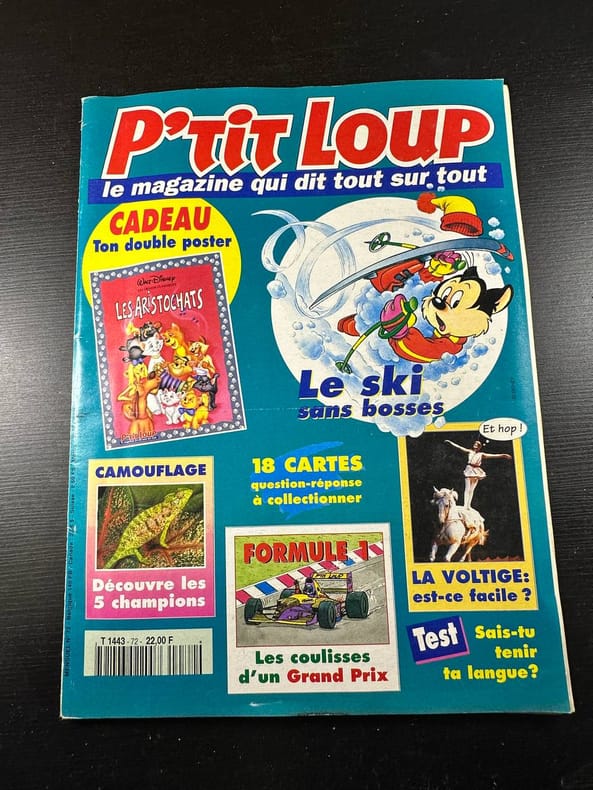 P'TIT LOUP
le magazine qui dit tout sur tout
CADEAU
Ton double poster
WALT DISNEY
LES ARISTOCHATS
P'TIT LOUP
Le ski
sans bosses
CAMOUFLAGE
Découvre les
5 champions
18 CARTES
question-réponse
à collectionner
Et hop !
LA VOLTIGE:
est-ce facile ?
FORMULE 1
Les coulisses
d'un Grand Prix
Test
Sais-tu
tenir
ta langue?
T 1443 - 72 - 22,00 F